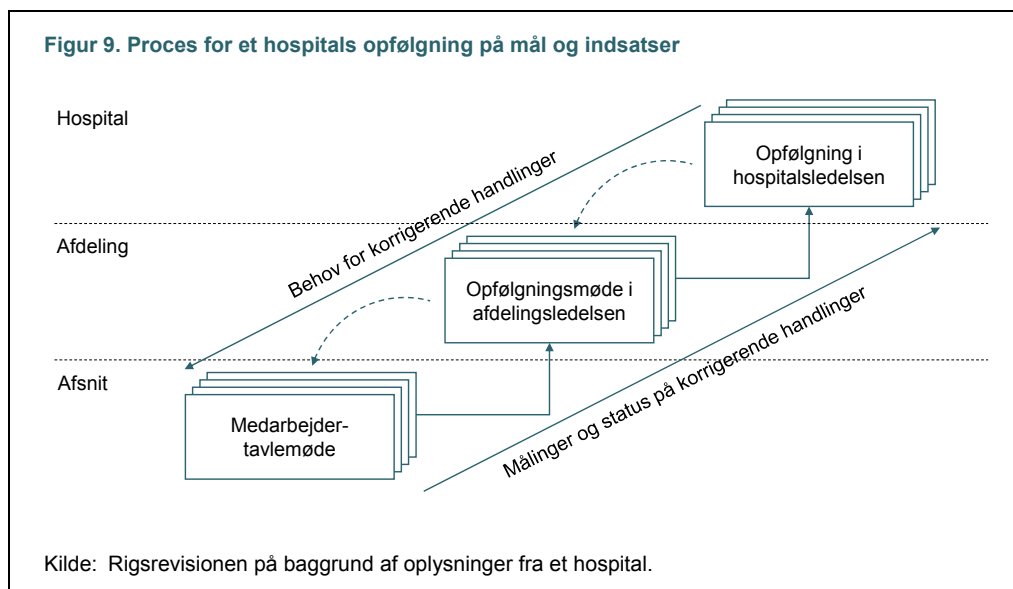 Figur 9. Proces for et hospitals opfølgning på mål og indsatser
Hospital
Opfølgning i
hospitalsledelsen
Behov for korrigerende handlinger
Afdeling
Opfølgningsmøde i
afdelingsledelsen
Målinger og status på korrigerende handlinger
Afsnit
Medarbejder-
tavlemøde
Kilde: Rigsrevisionen på baggrund af oplysninger fra et hospital.